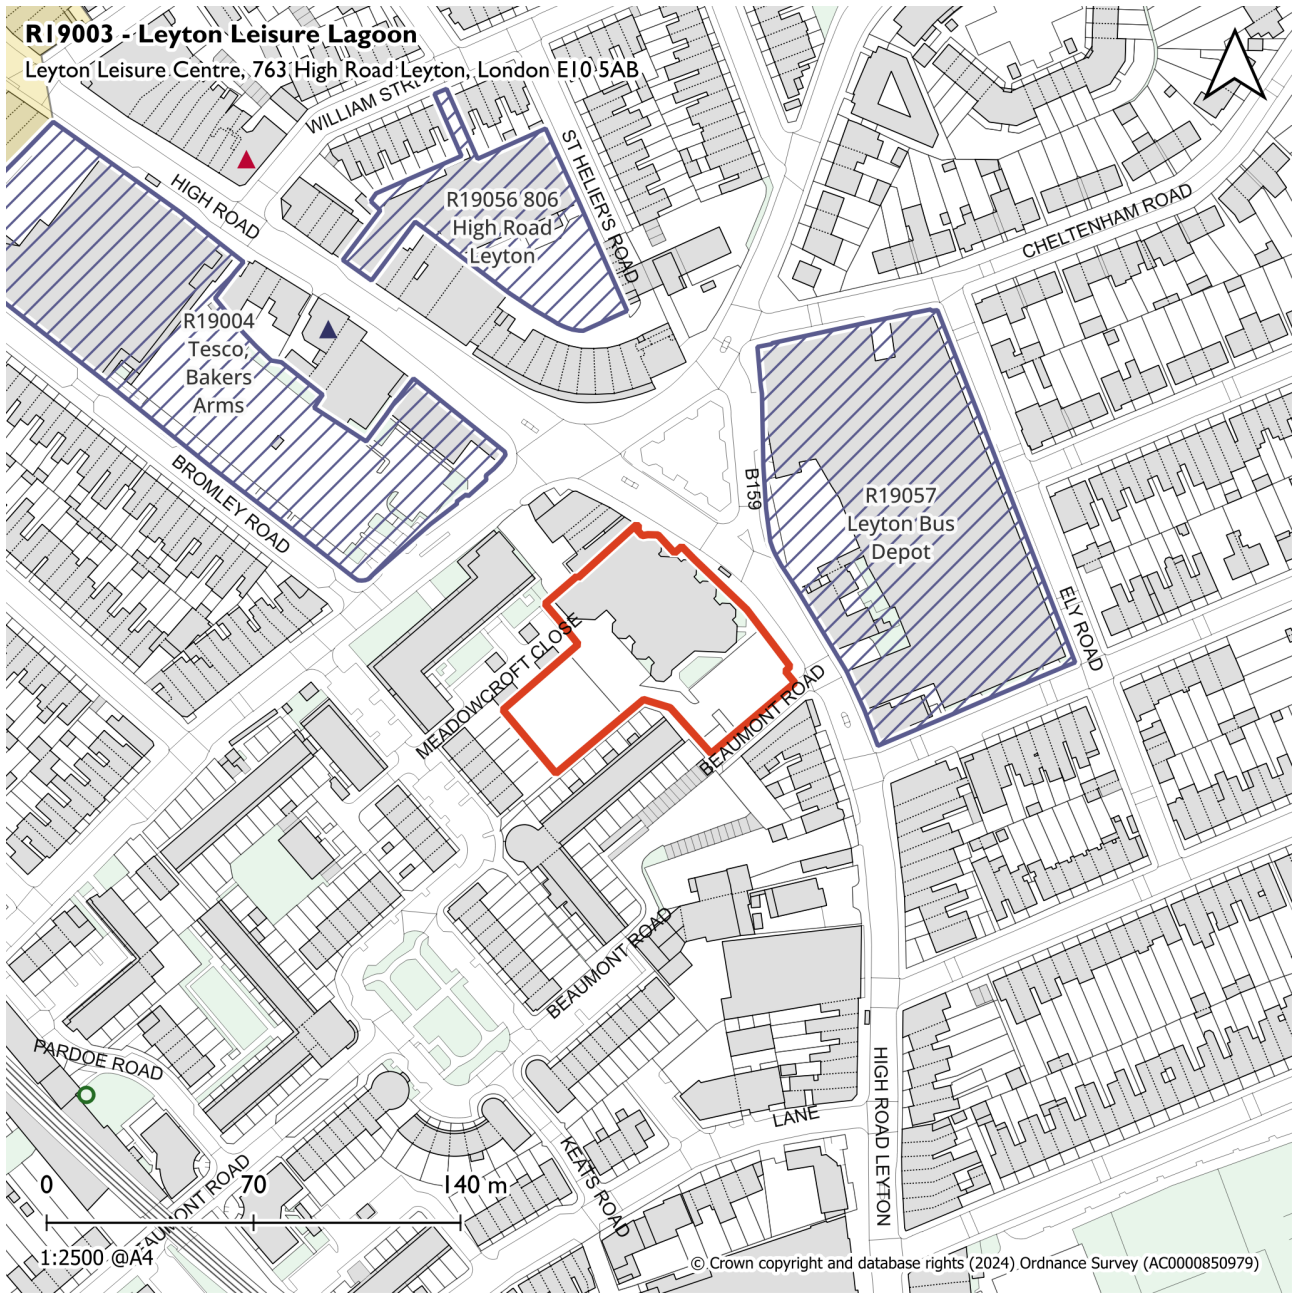 R19003 - Leyton Leisure Lagoon
Leyton Leisure Centre, 763 High Road Leyton, London E10 5AB
WILLIAM STR
HIGH ROAD
ST HELIER'S ROAD
R19056 806
High Road
Leyton
CHELTENHAM ROAD
R19004
Tesco,
Bakers
Arms
BROMLEY ROAD
B159
R19057
Leyton Bus
Depot
ELY ROAD
MEADOWCROFT CLOSE
BEAUMONT ROAD
BEAUMONT ROAD
PARDOE ROAD
HIGH ROAD LEYTON
LANE
KEATS ROAD
BEAUMONT ROAD
0 70 140 m
1:2500 @A4
© Crown copyright and database rights (2024) Ordnance Survey (AC0000850979)